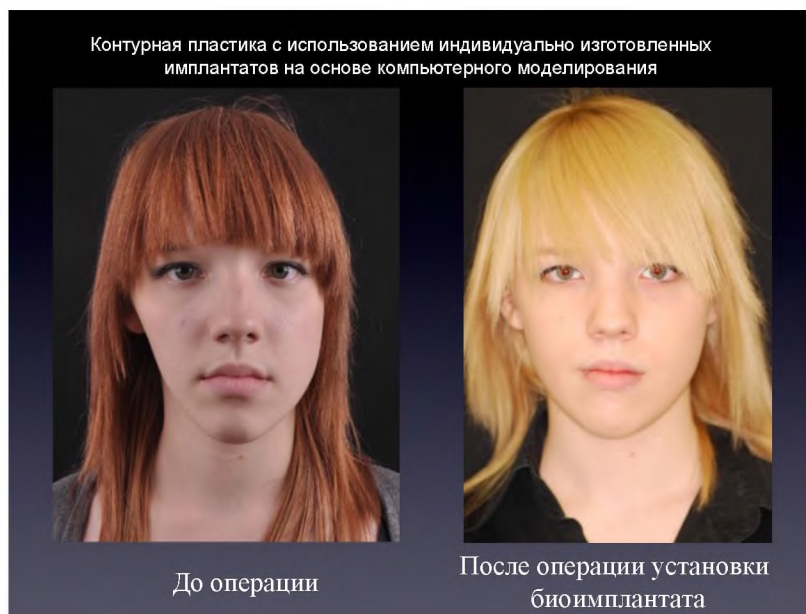 Контурная пластика с использованием индивидуально изготовленных
имплантатов на основе компьютерного моделирования
До операции
После операции установки
биоимплантата